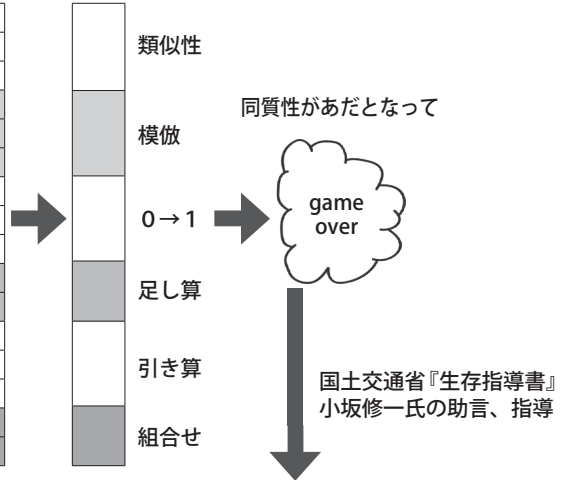 類似性
模倣
0→1
足し算
引き算
組合せ
同質性があだとなって
game
over
国土交通省『生存指導書』
小坂修一氏の助言、指導